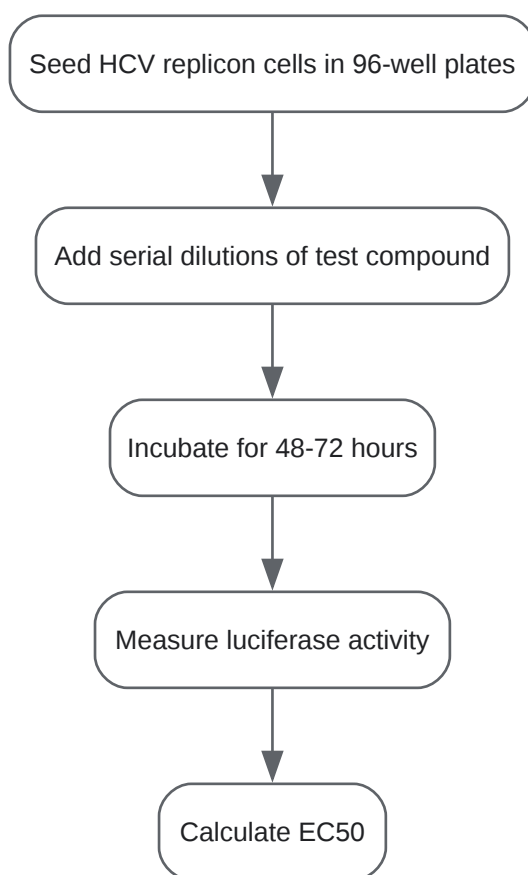 Seed HCV replicon cells in 96-well plates
Add serial dilutions of test compound
Incubate for 48-72 hours
Measure luciferase activity
Calculate EC50